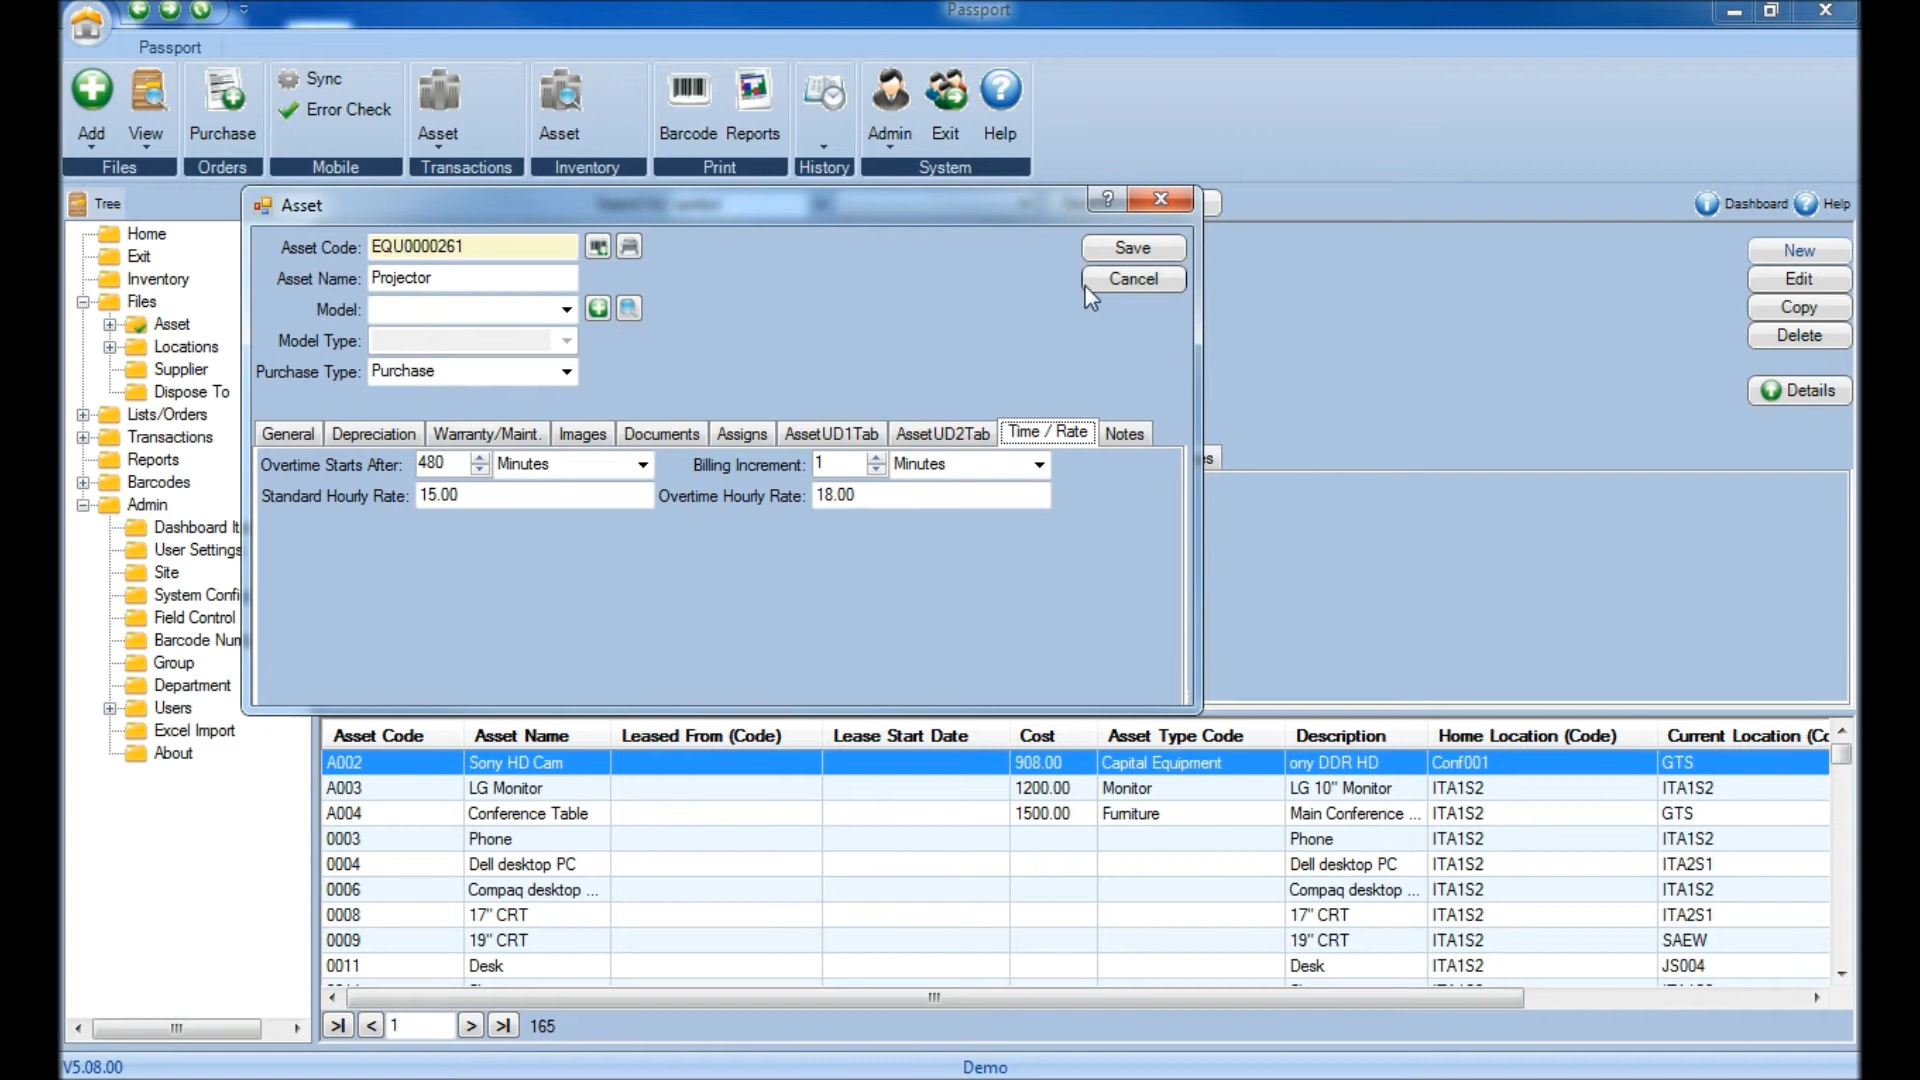 Passport
Passport
Add
View
Files
Purchase
Orders
Sync
Error Check
Mobile
Asset
Transactions
Asset
Inventory
Barcode
Reports
Print
History
Admin
Exit
Help
System
Tree
Dashboard
Help
Home
Exit
Inventory
Files
Asset
Locations
Supplier
Dispose To
Lists/Orders
Transactions
Reports
Barcodes
Admin
Dashboard It
User Settings
Site
System Confi
Field Control
Barcode Num
Group
Department
Users
Excel Import
About
Asset
?
Asset Code: EQU0000261
Asset Name: Projector
Model:
Model Type:
Purchase Type: Purchase
Save
Cancel
General
Depreciation
Warranty/Maint.
Images
Documents
Assigns
AssetUD1Tab
AssetUD2Tab
Time / Rate
Notes
Overtime Starts After: 480 Minutes Billing Increment: 1 Minutes
Standard Hourly Rate: 15.00 Overtime Hourly Rate: 18.00
New
Edit
Copy
Delete
Details
es
Asset Code Asset Name Leased From (Code) Lease Start Date Cost Asset Type Code Description Home Location (Code) Current Location (Co
A002 Sony HD Cam 908.00 Capital Equipment ony DDR HD Conf001 GTS
A003 LG Monitor 1200.00 Monitor LG 10" Monitor ITA1S2 ITA1S2
A004 Conference Table 1500.00 Furniture Main Conference ... ITA1S2 GTS
0003 Phone Phone ITA1S2 ITA1S2
0004 Dell desktop PC Dell desktop PC ITA1S2 ITA2S1
0006 Compaq desktop ... Compaq desktop ... ITA1S2 ITA1S2
0008 17" CRT 17" CRT ITA1S2 ITA2S1
0009 19" CRT 19" CRT ITA1S2 SAEW
0011 Desk Desk ITA1S2 JS004
>| < 1 > >| 165
V5.08.00
Demo